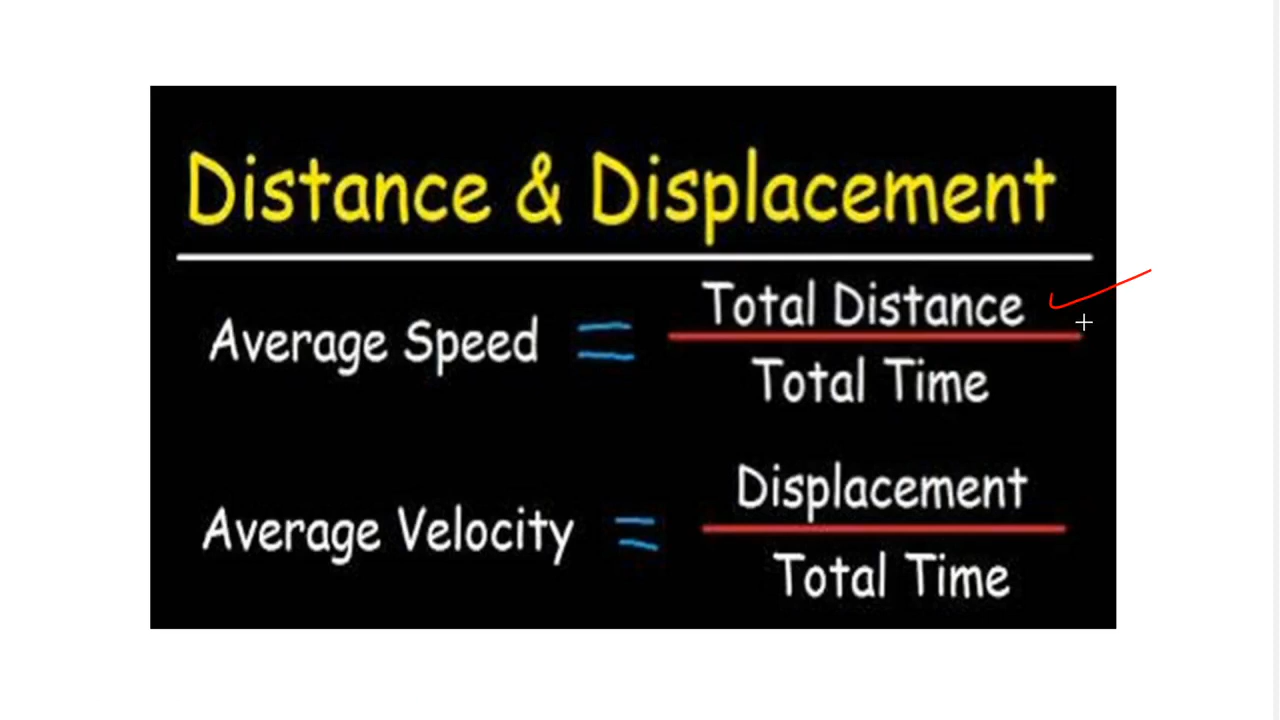 Distance & Displacement
Average Speed = Total Distance
Total Time
Average Velocity = Displacement
Total Time